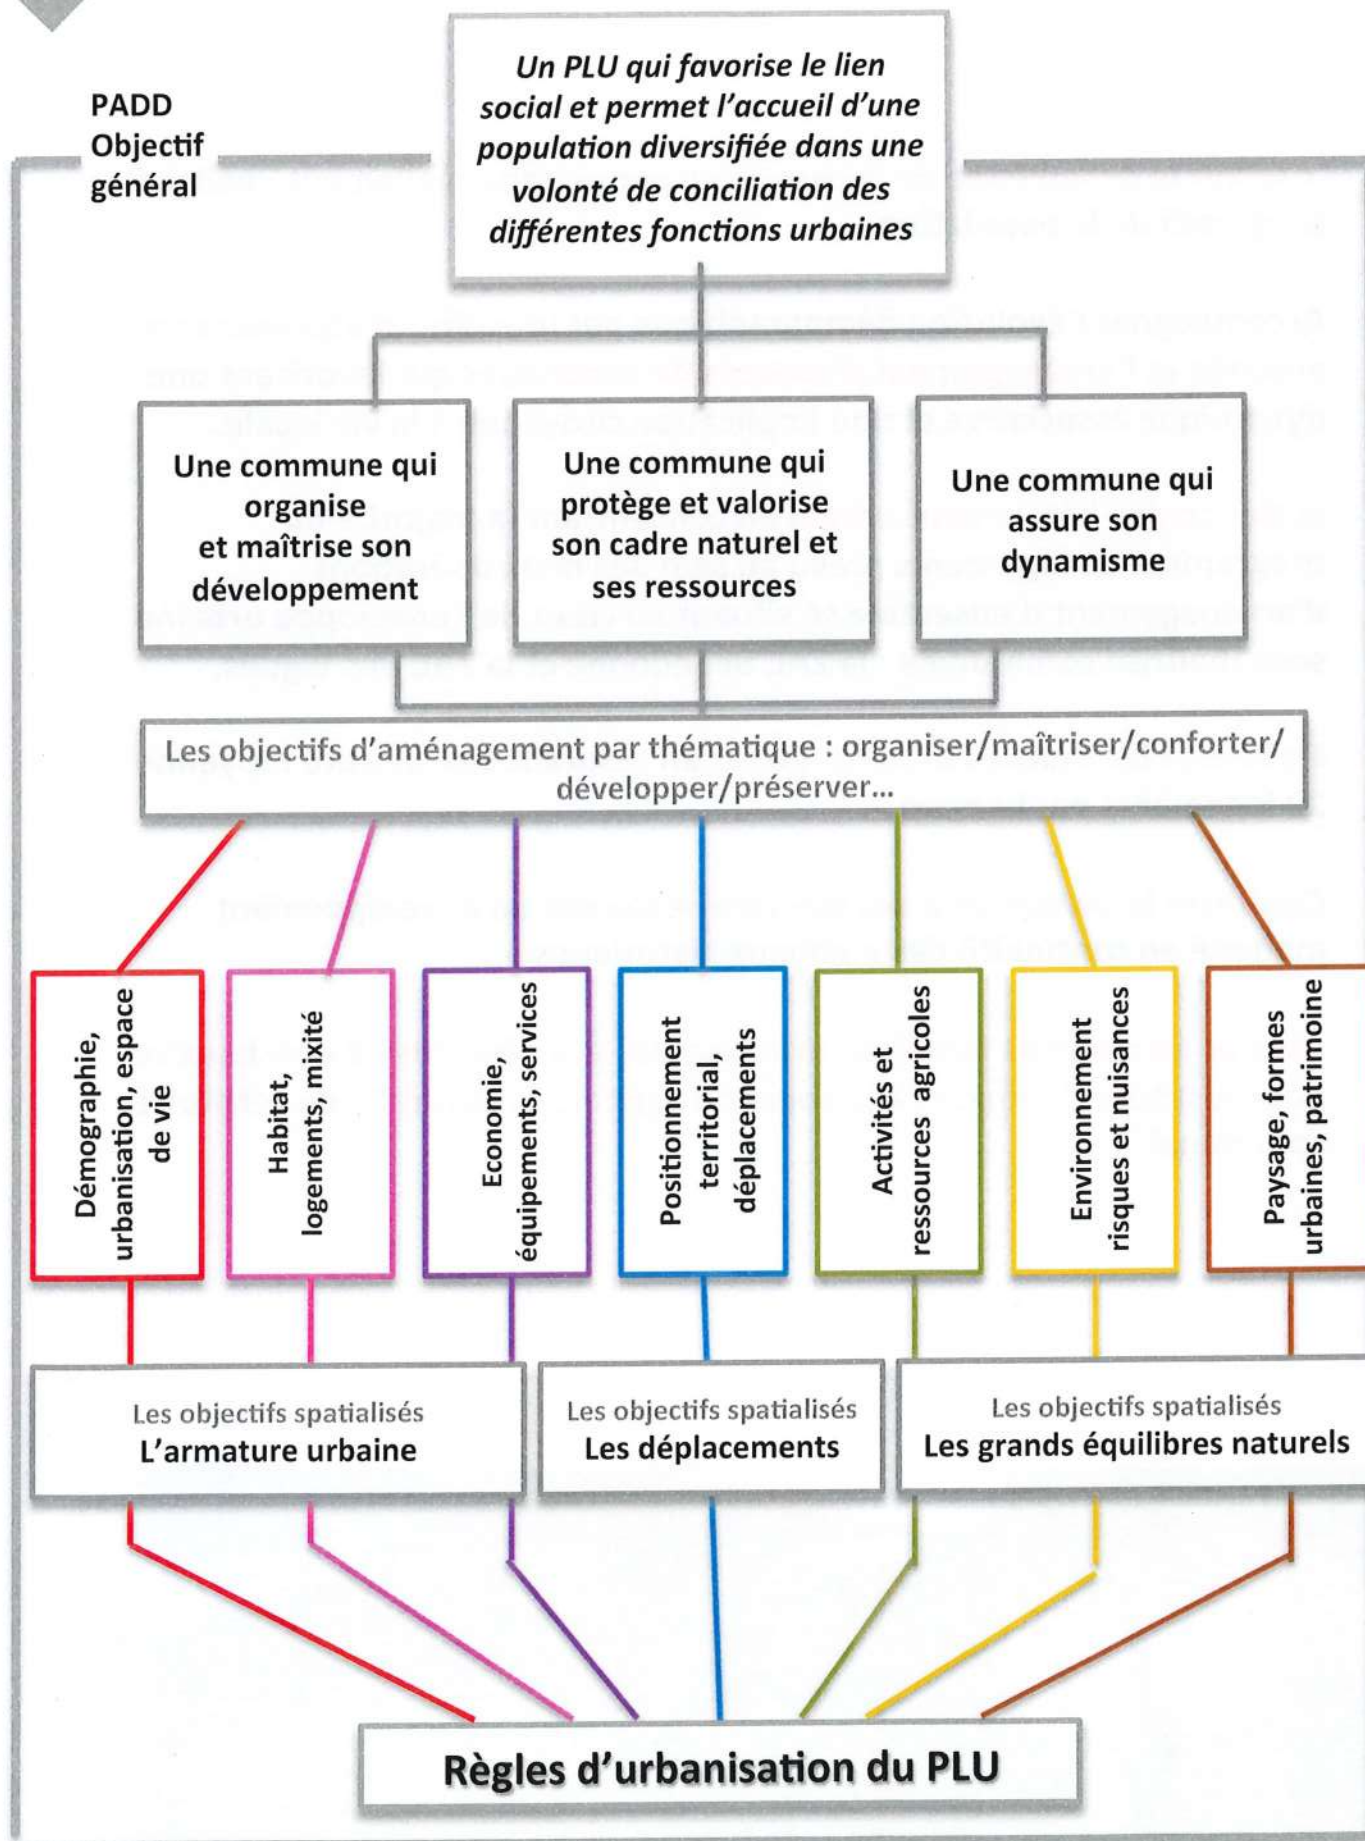 PADD
Objectif
général
Un PLU qui favorise le lien
social et permet l'accueil d'une
population diversifiée dans une
volonté de conciliation des
différentes fonctions urbaines
Une commune qui
organise
et maîtrise son
développement
Une commune qui
protège et valorise
son cadre naturel et
ses ressources
Une commune qui
assure son
dynamisme
Les objectifs d'aménagement par thématique : organiser/maîtriser/conforter/
développer/préserver...
Démographie,
urbanisation, espace
de vie
Habitat,
logements, mixité
Economie,
équipements, services
Positionnement
territorial,
déplacements
Activités et
ressources agricoles
Environnement
risques et nuisances
Paysage, formes
urbaines, patrimoine
Les objectifs spatialisés
L'armature urbaine
Les objectifs spatialisés
Les déplacements
Les objectifs spatialisés
Les grands équilibres naturels
Règles d'urbanisation du PLU